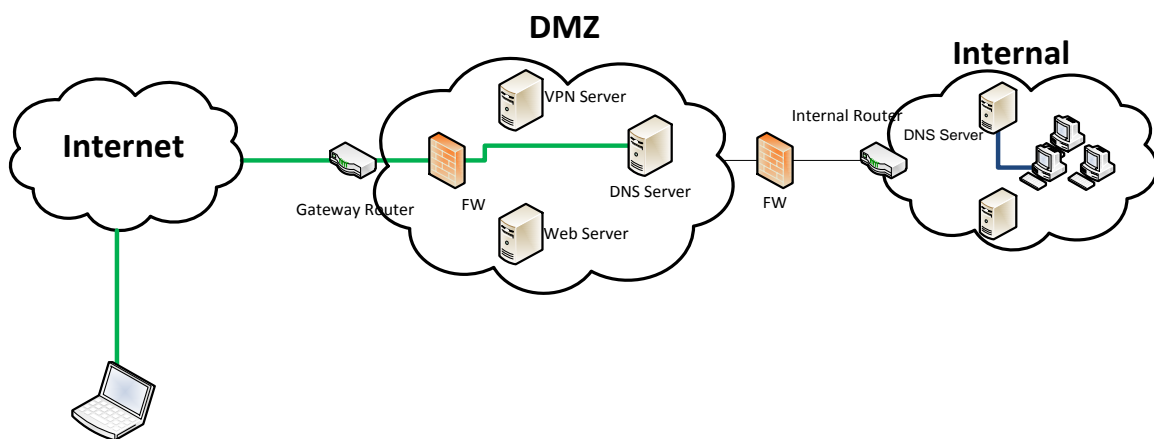 DMZ
Internal
Internet
VPN Server
Internal Router
DNS Server
DNS Server
Gateway Router
FW
FW
Web Server